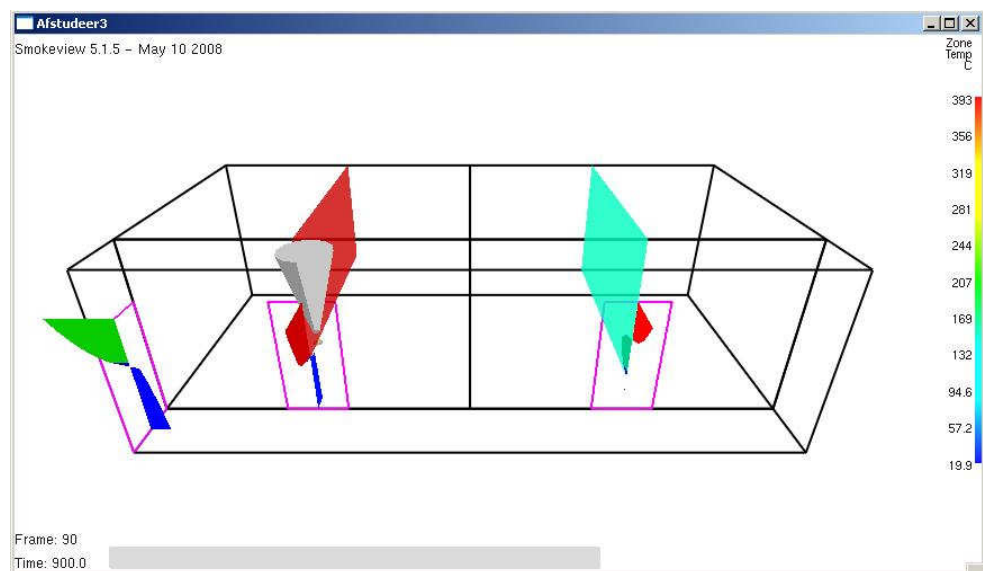 Afstudeer3
Smokeview 5.1.5 – May 10 2008
Zone
Temp
C
393
356
319
281
244
207
169
132
94.6
57.2
19.9
Frame: 90
Time: 900.0